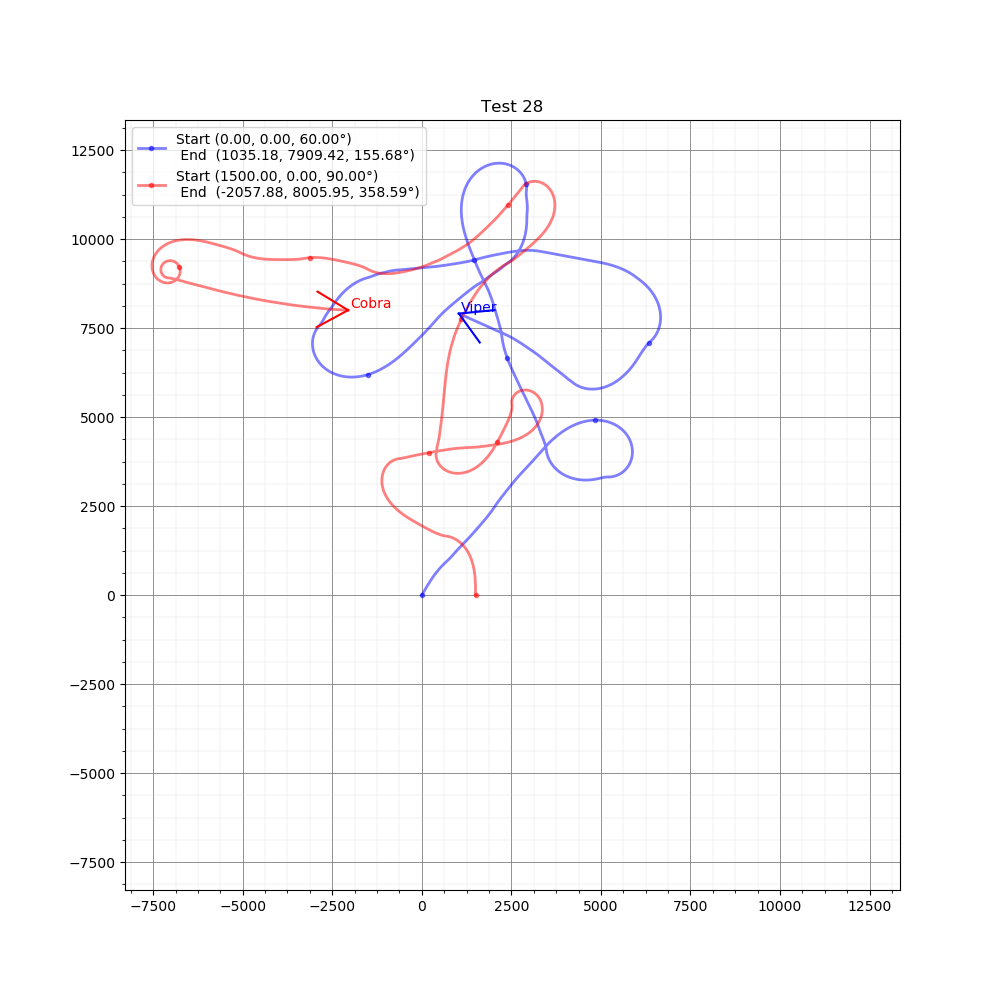 Test 28
Start (0.00, 0.00, 60.00°)
End (1035.18, 7909.42, 155.68°)
Start (1500.00, 0.00, 90.00°)
End (-2057.88, 8005.95, 358.59°)
12500
10000
7500
5000
2500
0
−2500
−5000
−7500
Cobra
Viper
−7500 −5000 −2500 0 2500 5000 7500 10000 12500